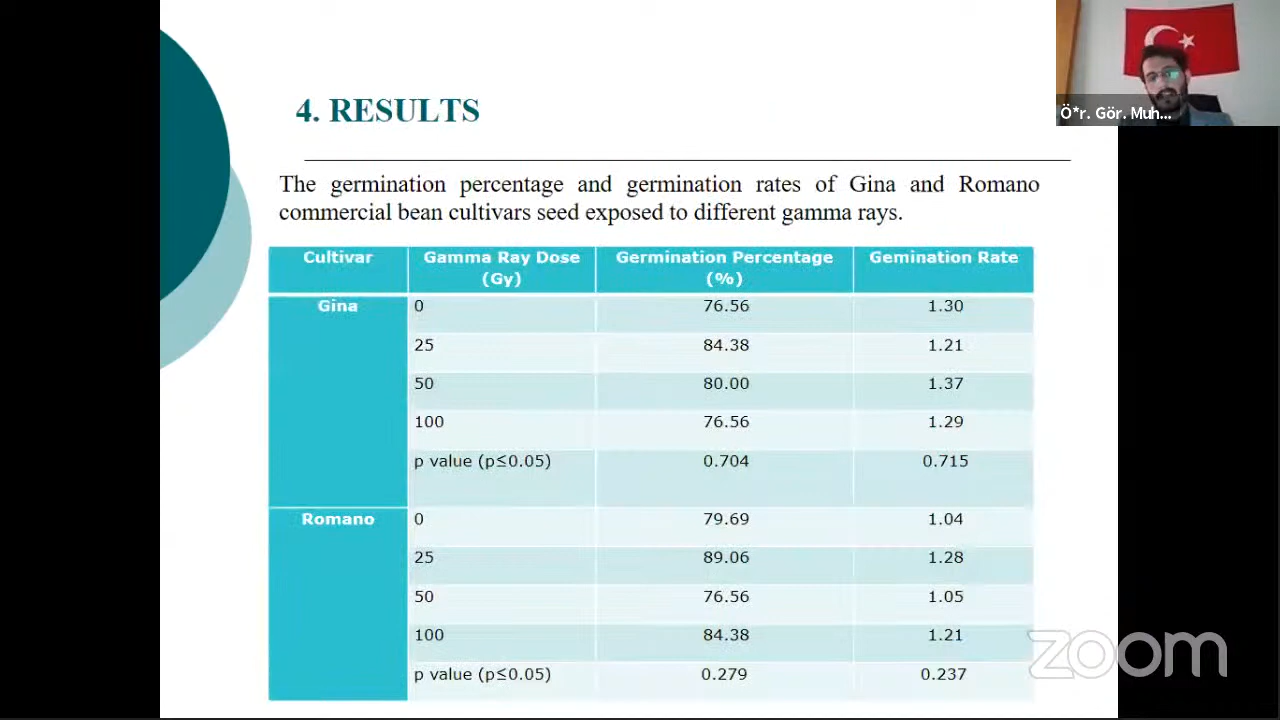 4. RESULTS
Ö*r. Gör. Muh...
The germination percentage and germination rates of Gina and Romano
commercial bean cultivars seed exposed to different gamma rays.
Cultivar Gamma Ray Dose (Gy) Germination Percentage (%) Gemination Rate
Gina 0 76.56 1.30
25 84.38 1.21
50 80.00 1.37
100 76.56 1.29
p value (p≤0.05) 0.704 0.715
Romano 0 79.69 1.04
25 89.06 1.28
50 76.56 1.05
100 84.38 1.21
p value (p≤0.05) 0.279 0.237
zoom